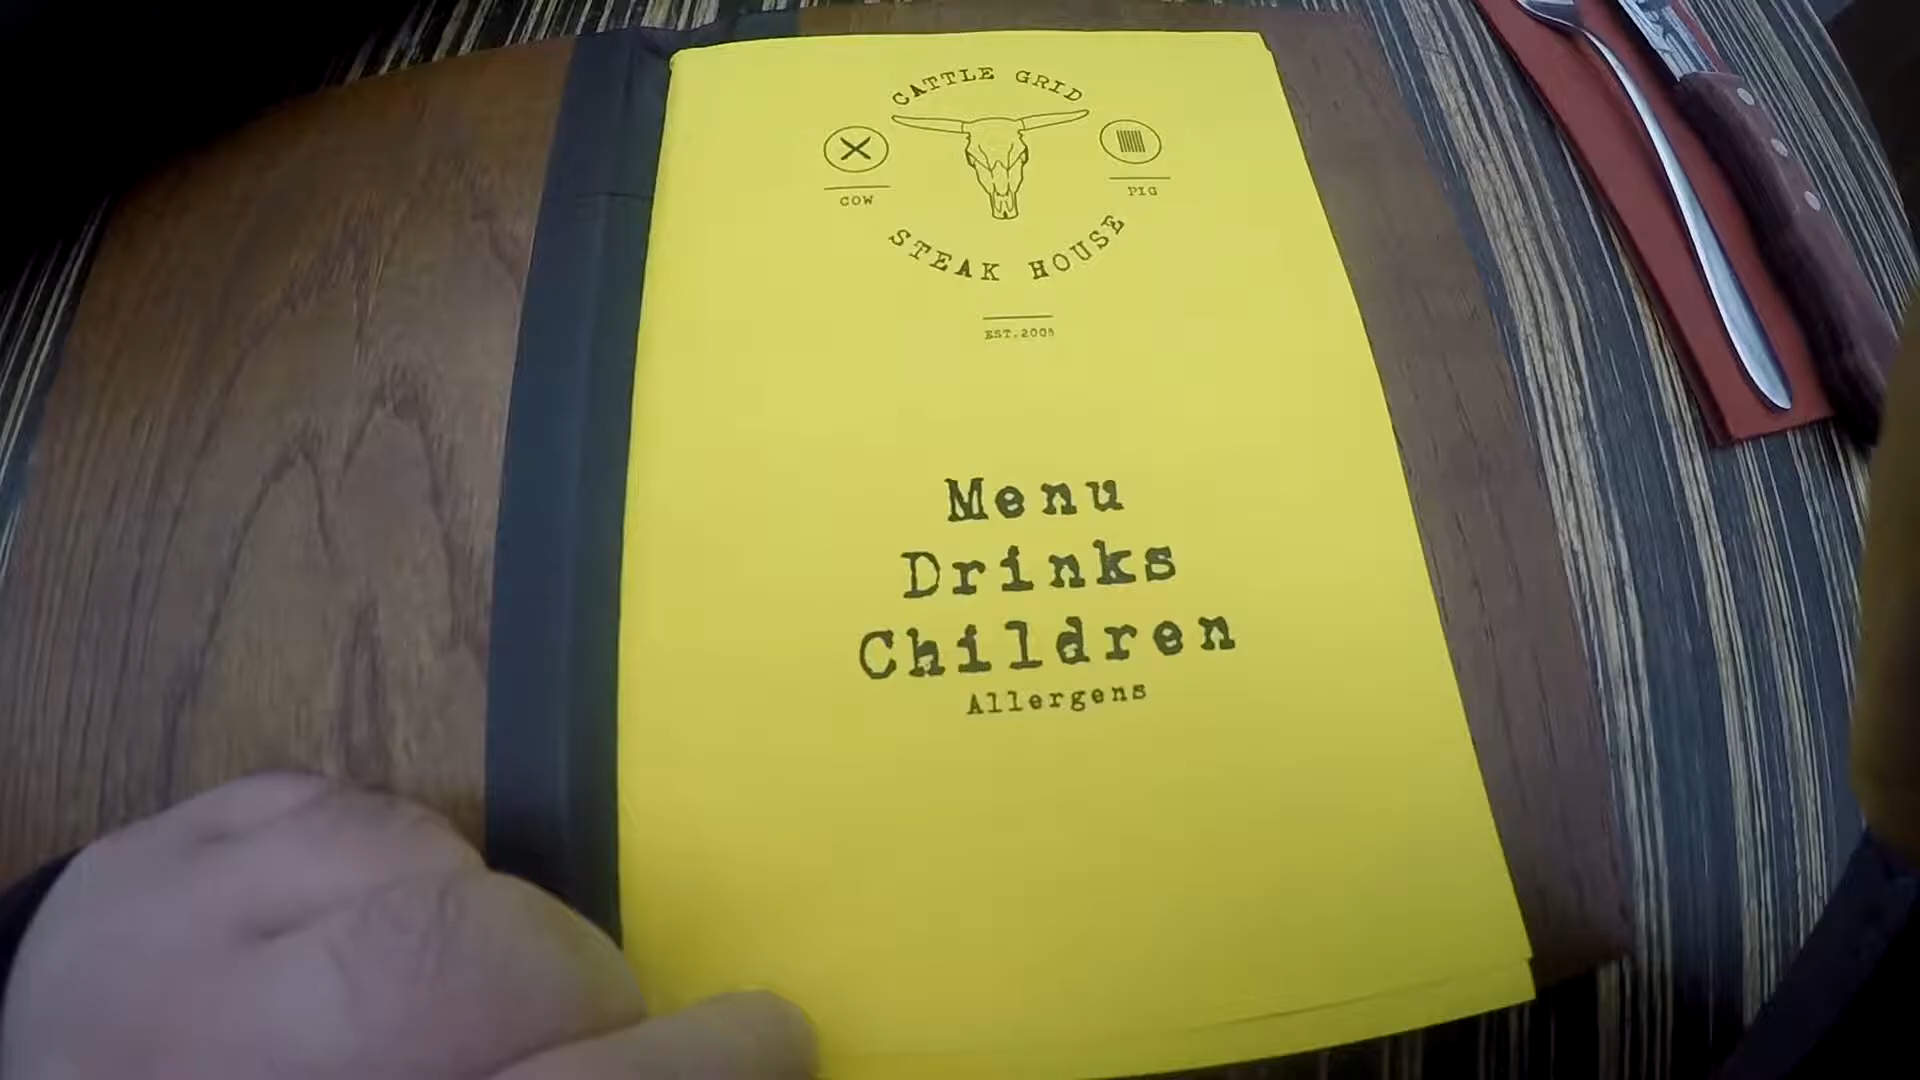 CATTLE GRID
COW
PIG
STEAK HOUSE
EST.2005
Menu
Drinks
Children
Allergens